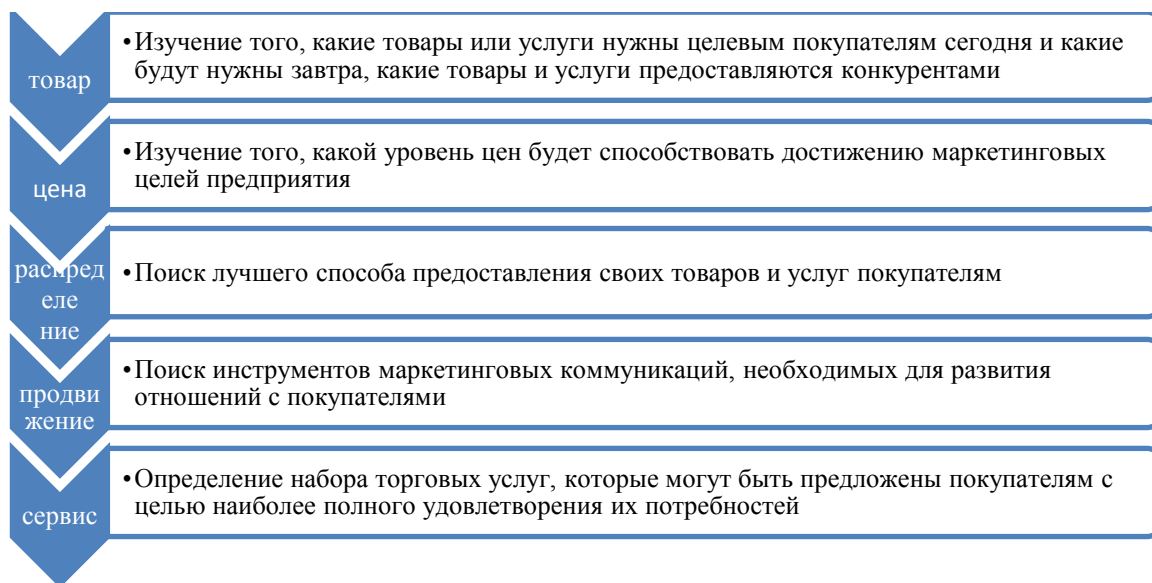 товар
•Изучение того, какие товары или услуги нужны целевым покупателям сегодня и какие
будут нужны завтра, какие товары и услуги предоставляются конкурентами
цена
•Изучение того, какой уровень цен будет способствовать достижению маркетинговых
целей предприятия
распред
еле
ние
•Поиск лучшего способа предоставления своих товаров и услуг покупателям
продви
жение
•Поиск инструментов маркетинговых коммуникаций, необходимых для развития
отношений с покупателями
сервис
•Определение набора торговых услуг, которые могут быть предложены покупателям с
целью наиболее полного удовлетворения их потребностей